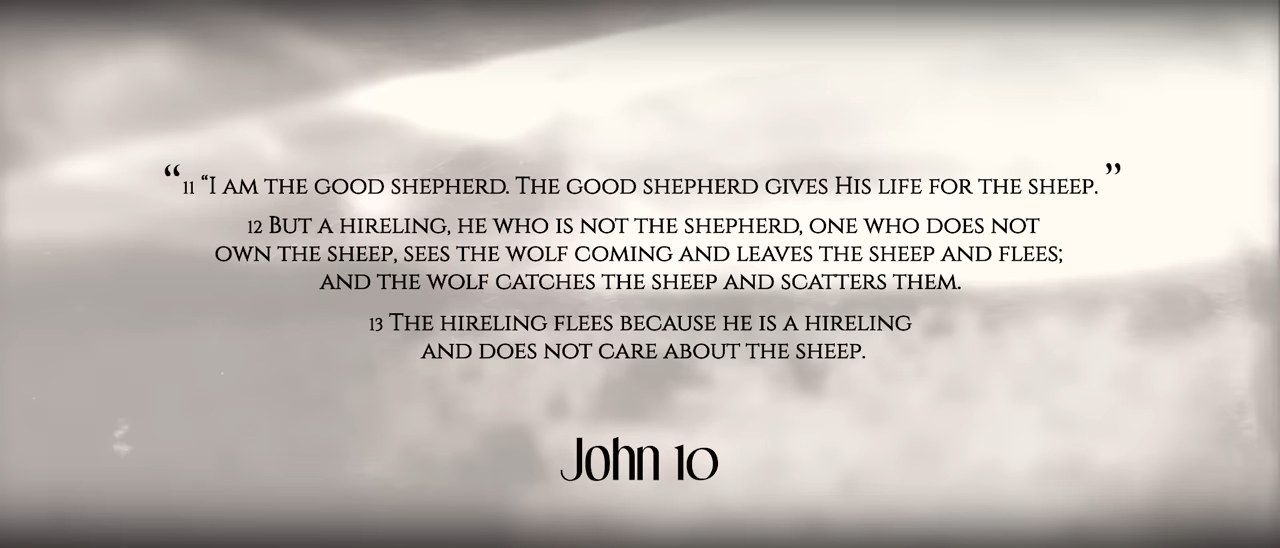 “11 “I am the good shepherd. The good shepherd gives His life for the sheep.”
12 But a hireling, he who is not the shepherd, one who does not
own the sheep, sees the wolf coming and leaves the sheep and flees;
and the wolf catches the sheep and scatters them.
13 The hireling flees because he is a hireling
and does not care about the sheep.
John 10